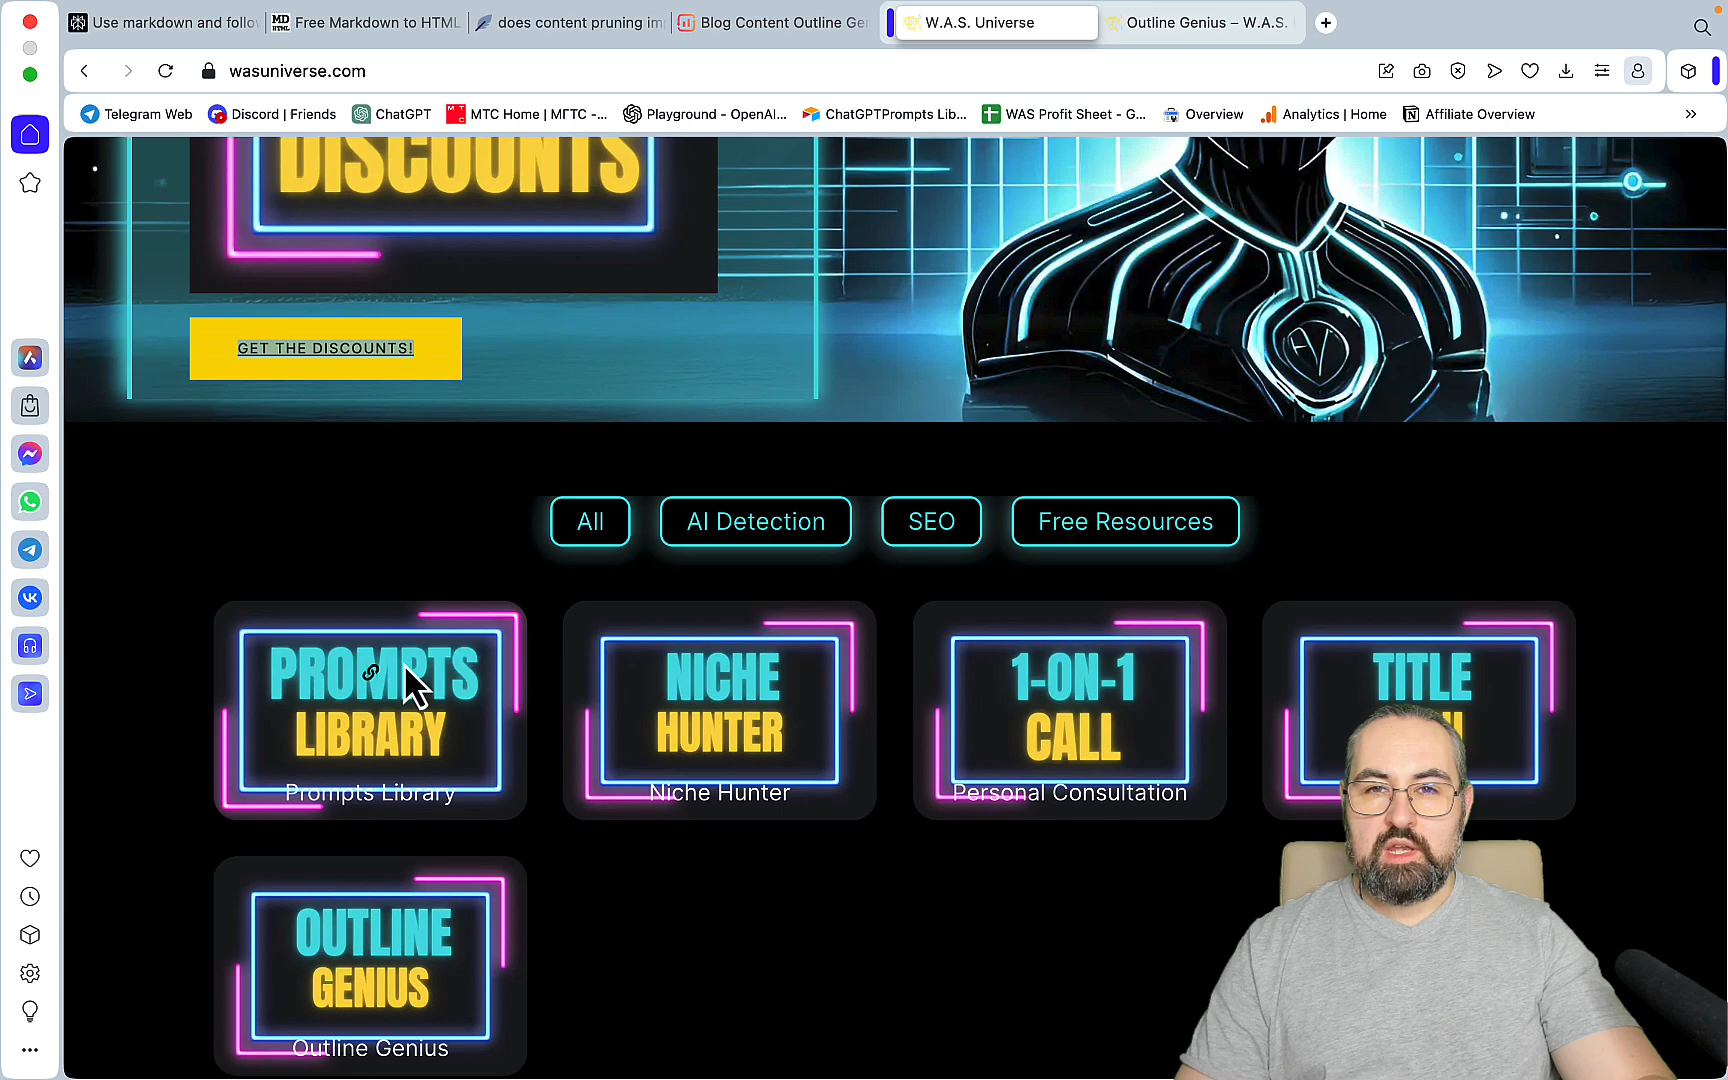 Use markdown and follov
Free Markdown to HTML
does content pruning im
Blog Content Outline Ge
W.A.S. Universe
Outline Genius – W.A.S.
wasuniverse.com
Telegram Web
Discord | Friends
ChatGPT
MTC Home | МГТС -...
Playground - OpenAI...
ChatGPTPrompts Lib...
WAS Profit Sheet - G...
Overview
Analytics | Home
Affiliate Overview
DISCOUNTS
GET THE DISCOUNTS!
All
AI Detection
SEO
Free Resources
PROMPTS
LIBRARY
Prompts Library
NICHE
HUNTER
Niche Hunter
1-ON-1
CALL
Personal Consultation
TITLE
OUTLINE
GENIUS
Outline Genius